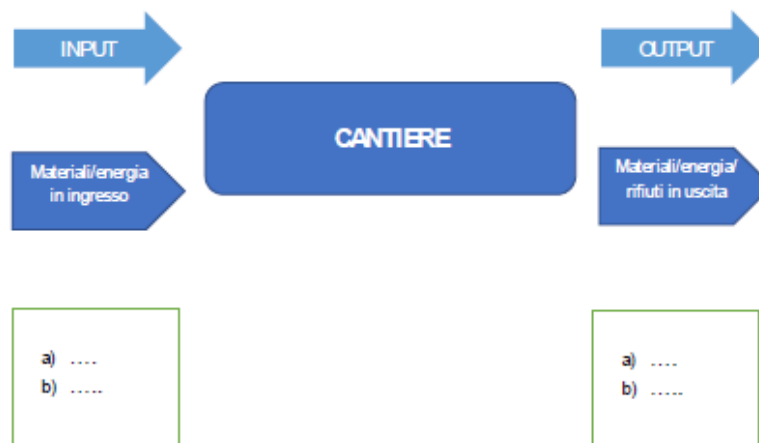 INPUT
OUTPUT
CANTIERE
Materiali/energia
in ingresso
Materiali/energia/
rifiuti in uscita
a) ....
b) .....
a) ....
b) .....